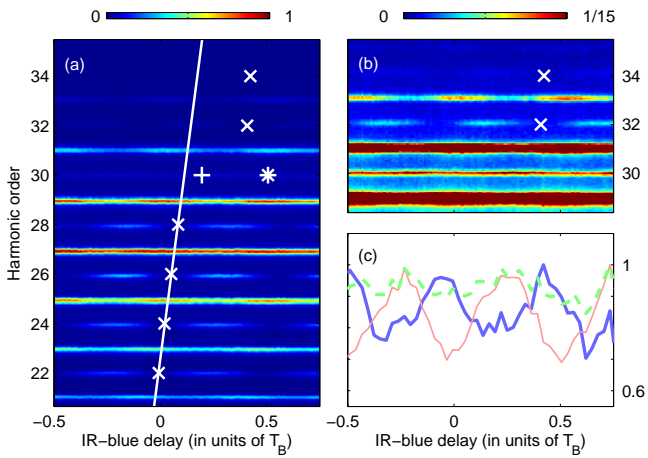 0 1
0 1/15
(a)
(b)
34
32
30
28
26
24
22
Harmonic order
34
32
30
−0.5 0 0.5
IR−blue delay (in units of T_B)
(c)
1
0.6
−0.5 0 0.5
IR−blue delay (in units of T_B)